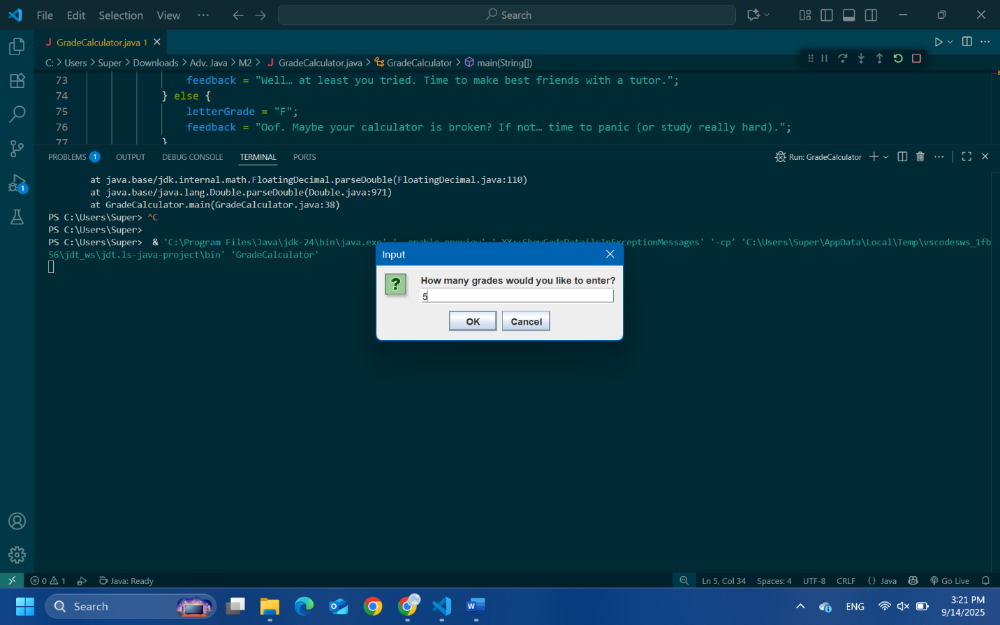 File Edit Selection View ···
Search
J GradeCalculator.java 1
C: > Users > Super > Downloads > Adv. Java > M2 > J GradeCalculator.java > GradeCalculator > main(String[])
73 feedback = "Well… at least you tried. Time to make best friends with a tutor.";
74 } else {
75 letterGrade = "F";
76 feedback = "Oof. Maybe your calculator is broken? If not… time to panic (or study really hard).";
77 }
PROBLEMS 1 OUTPUT DEBUG CONSOLE TERMINAL PORTS
Run: GradeCalculator
at java.base/jdk.internal.math.FloatingDecimal.parseDouble(FloatingDecimal.java:110)
at java.base/java.lang.Double.parseDouble(Double.java:971)
at GradeCalculator.main(GradeCalculator.java:38)
PS C:\Users\Super> ^C
PS C:\Users\Super>
PS C:\Users\Super> & 'C:\Program Files\Java\jdk-24\bin\java.exe' '--enable-preview' '-XX:+ShowCodeDetailsInExceptionMessages' '-cp' 'C:\Users\Super\AppData\Local\Temp\vscodesws_1fb
56\jdt_ws\jdt.ls-java-project\bin' 'GradeCalculator'
1
Input
How many grades would you like to enter?
5
OK Cancel
0 1 Java: Ready
Ln 5, Col 34 Spaces: 4 UTF-8 CRLF {} Java Go Live
Search
ENG
3:21 PM
9/14/2025